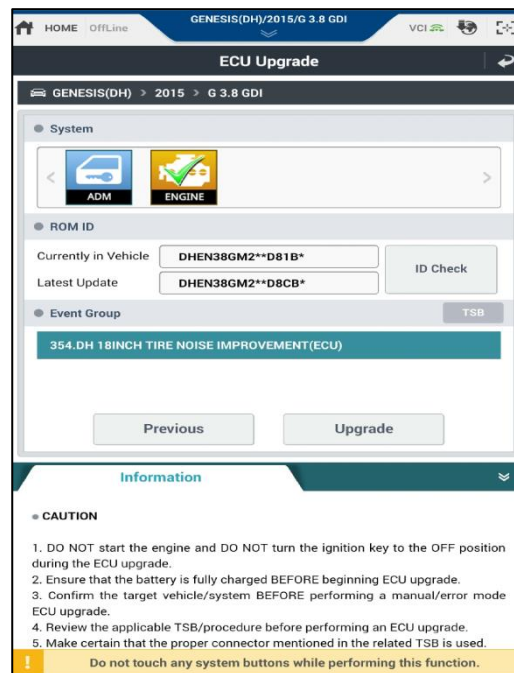 GENESIS(DH)/2015/G 3.8 GDI
HOME OffLine VCI
ECU Upgrade
GENESIS(DH) > 2015 > G 3.8 GDI
System
ADM ENGINE
ROM ID
Currently in Vehicle DHEN38GM2**D81B*
ID Check
Latest Update DHEN38GM2**D8CB*
Event Group TSB
354.DH 18INCH TIRE NOISE IMPROVEMENT(ECU)
Previous Upgrade
Information
CAUTION
1. DO NOT start the engine and DO NOT turn the ignition key to the OFF position
during the ECU upgrade.
2. Ensure that the battery is fully charged BEFORE beginning ECU upgrade.
3. Confirm the target vehicle/system BEFORE performing a manual/error mode
ECU upgrade.
4. Review the applicable TSB/procedure before performing an ECU upgrade.
5. Make certain that the proper connector mentioned in the related TSB is used.
! Do not touch any system buttons while performing this function.